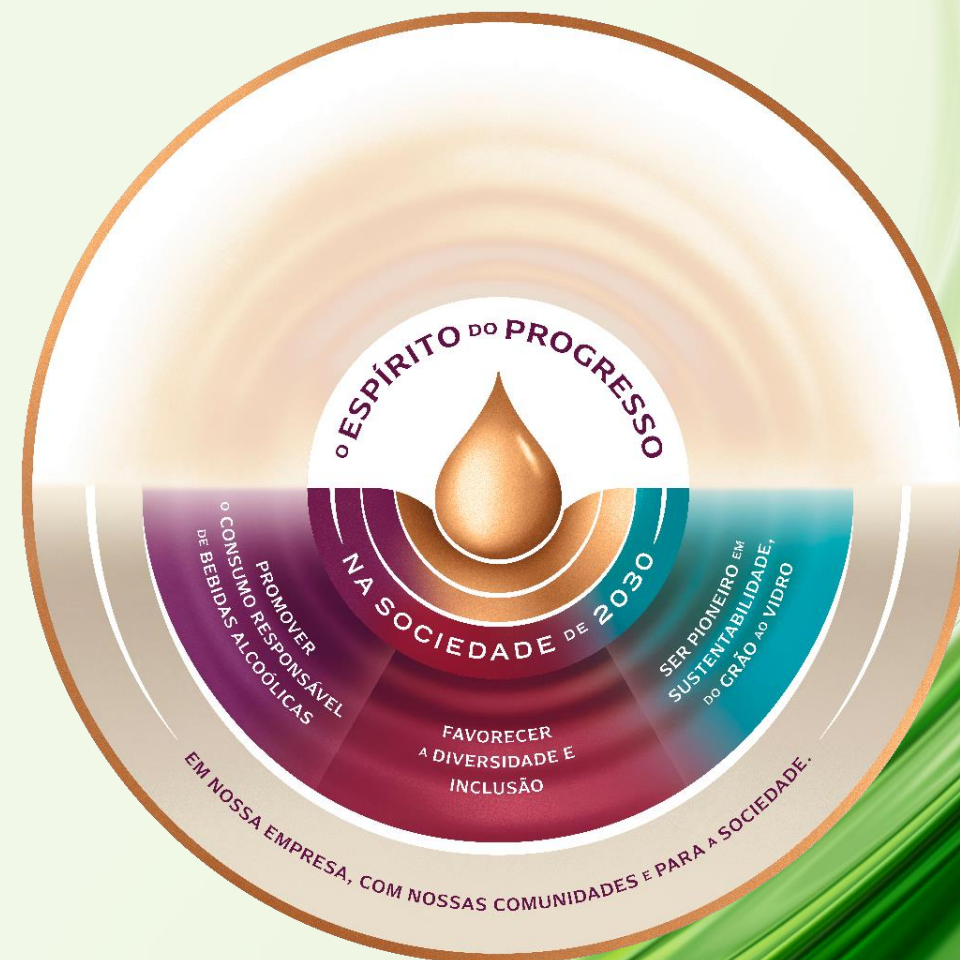 O ESPÍRITO DO PROGRESSO
NA SOCIEDADE DE 2030
PROMOVER
O CONSUMO RESPONSÁVEL
DE BEBIDAS ALCOÓLICAS
FAVORECER
A DIVERSIDADE E
INCLUSÃO
SER PIONEIRO EM
SUSTENTABILIDADE,
DO GRÃO AO VIDRO
EM NOSSA EMPRESA, COM NOSSAS COMUNIDADES E PARA A SOCIEDADE.